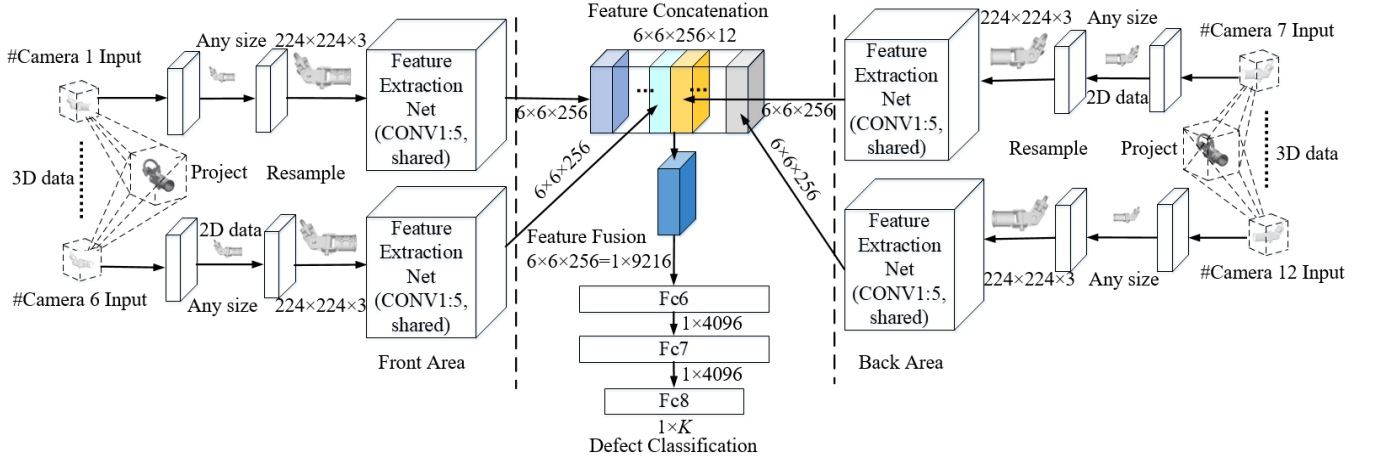 #Camera 1 Input
Any size
224×224×3
Feature
Extraction
Net
(CONV1:5,
shared)
3D data
Project
Resample
#Camera 6 Input
2D data
Any size
224×224×3
Feature
Extraction
Net
(CONV1:5,
shared)
Front Area
Feature Concatenation
6×6×256×12
...
...
6×6×256
6×6×256
6×6×256
6×6×256
Feature Fusion
6×6×256=1×9216
Fc6
1×4096
Fc7
1×4096
Fc8
1×K
Defect Classification
Feature
Extraction
Net
(CONV1:5,
shared)
224×224×3
Any size
#Camera 7 Input
2D data
Resample
Project
3D data
Feature
Extraction
Net
(CONV1:5,
shared)
224×224×3
Any size
#Camera 12 Input
Back Area